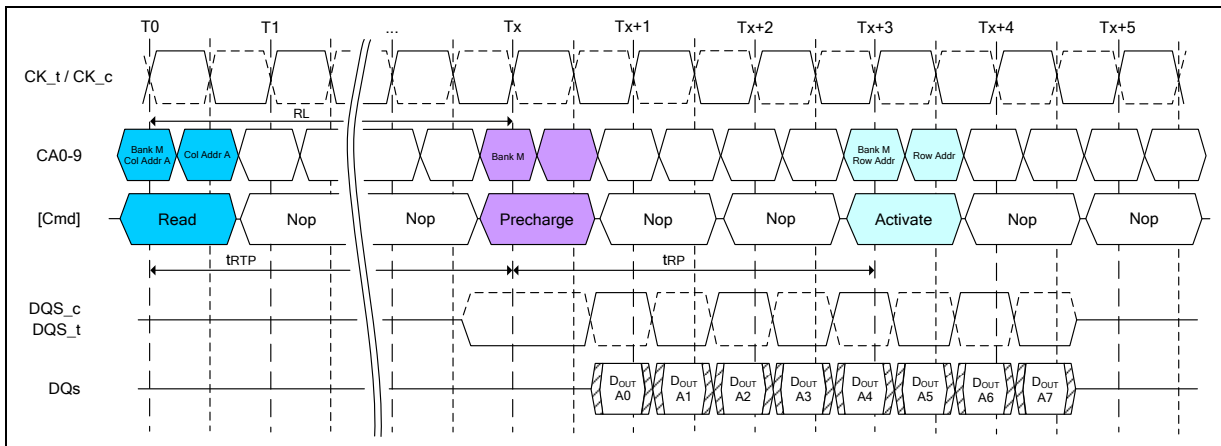 T0 T1 ... Tx Tx+1 Tx+2 Tx+3 Tx+4 Tx+5
CK_t / CK_c
RL
CA0-9
Bank M
Col Addr A
Col Addr A
Bank M
Bank M
Row Addr
Row Addr
[Cmd] Read Nop Nop Precharge Nop Nop Activate Nop Nop
tRTP tRP
DQS_c
DQS_t
DQs
DOUT
A0
DOUT
A1
DOUT
A2
DOUT
A3
DOUT
A4
DOUT
A5
DOUT
A6
DOUT
A7